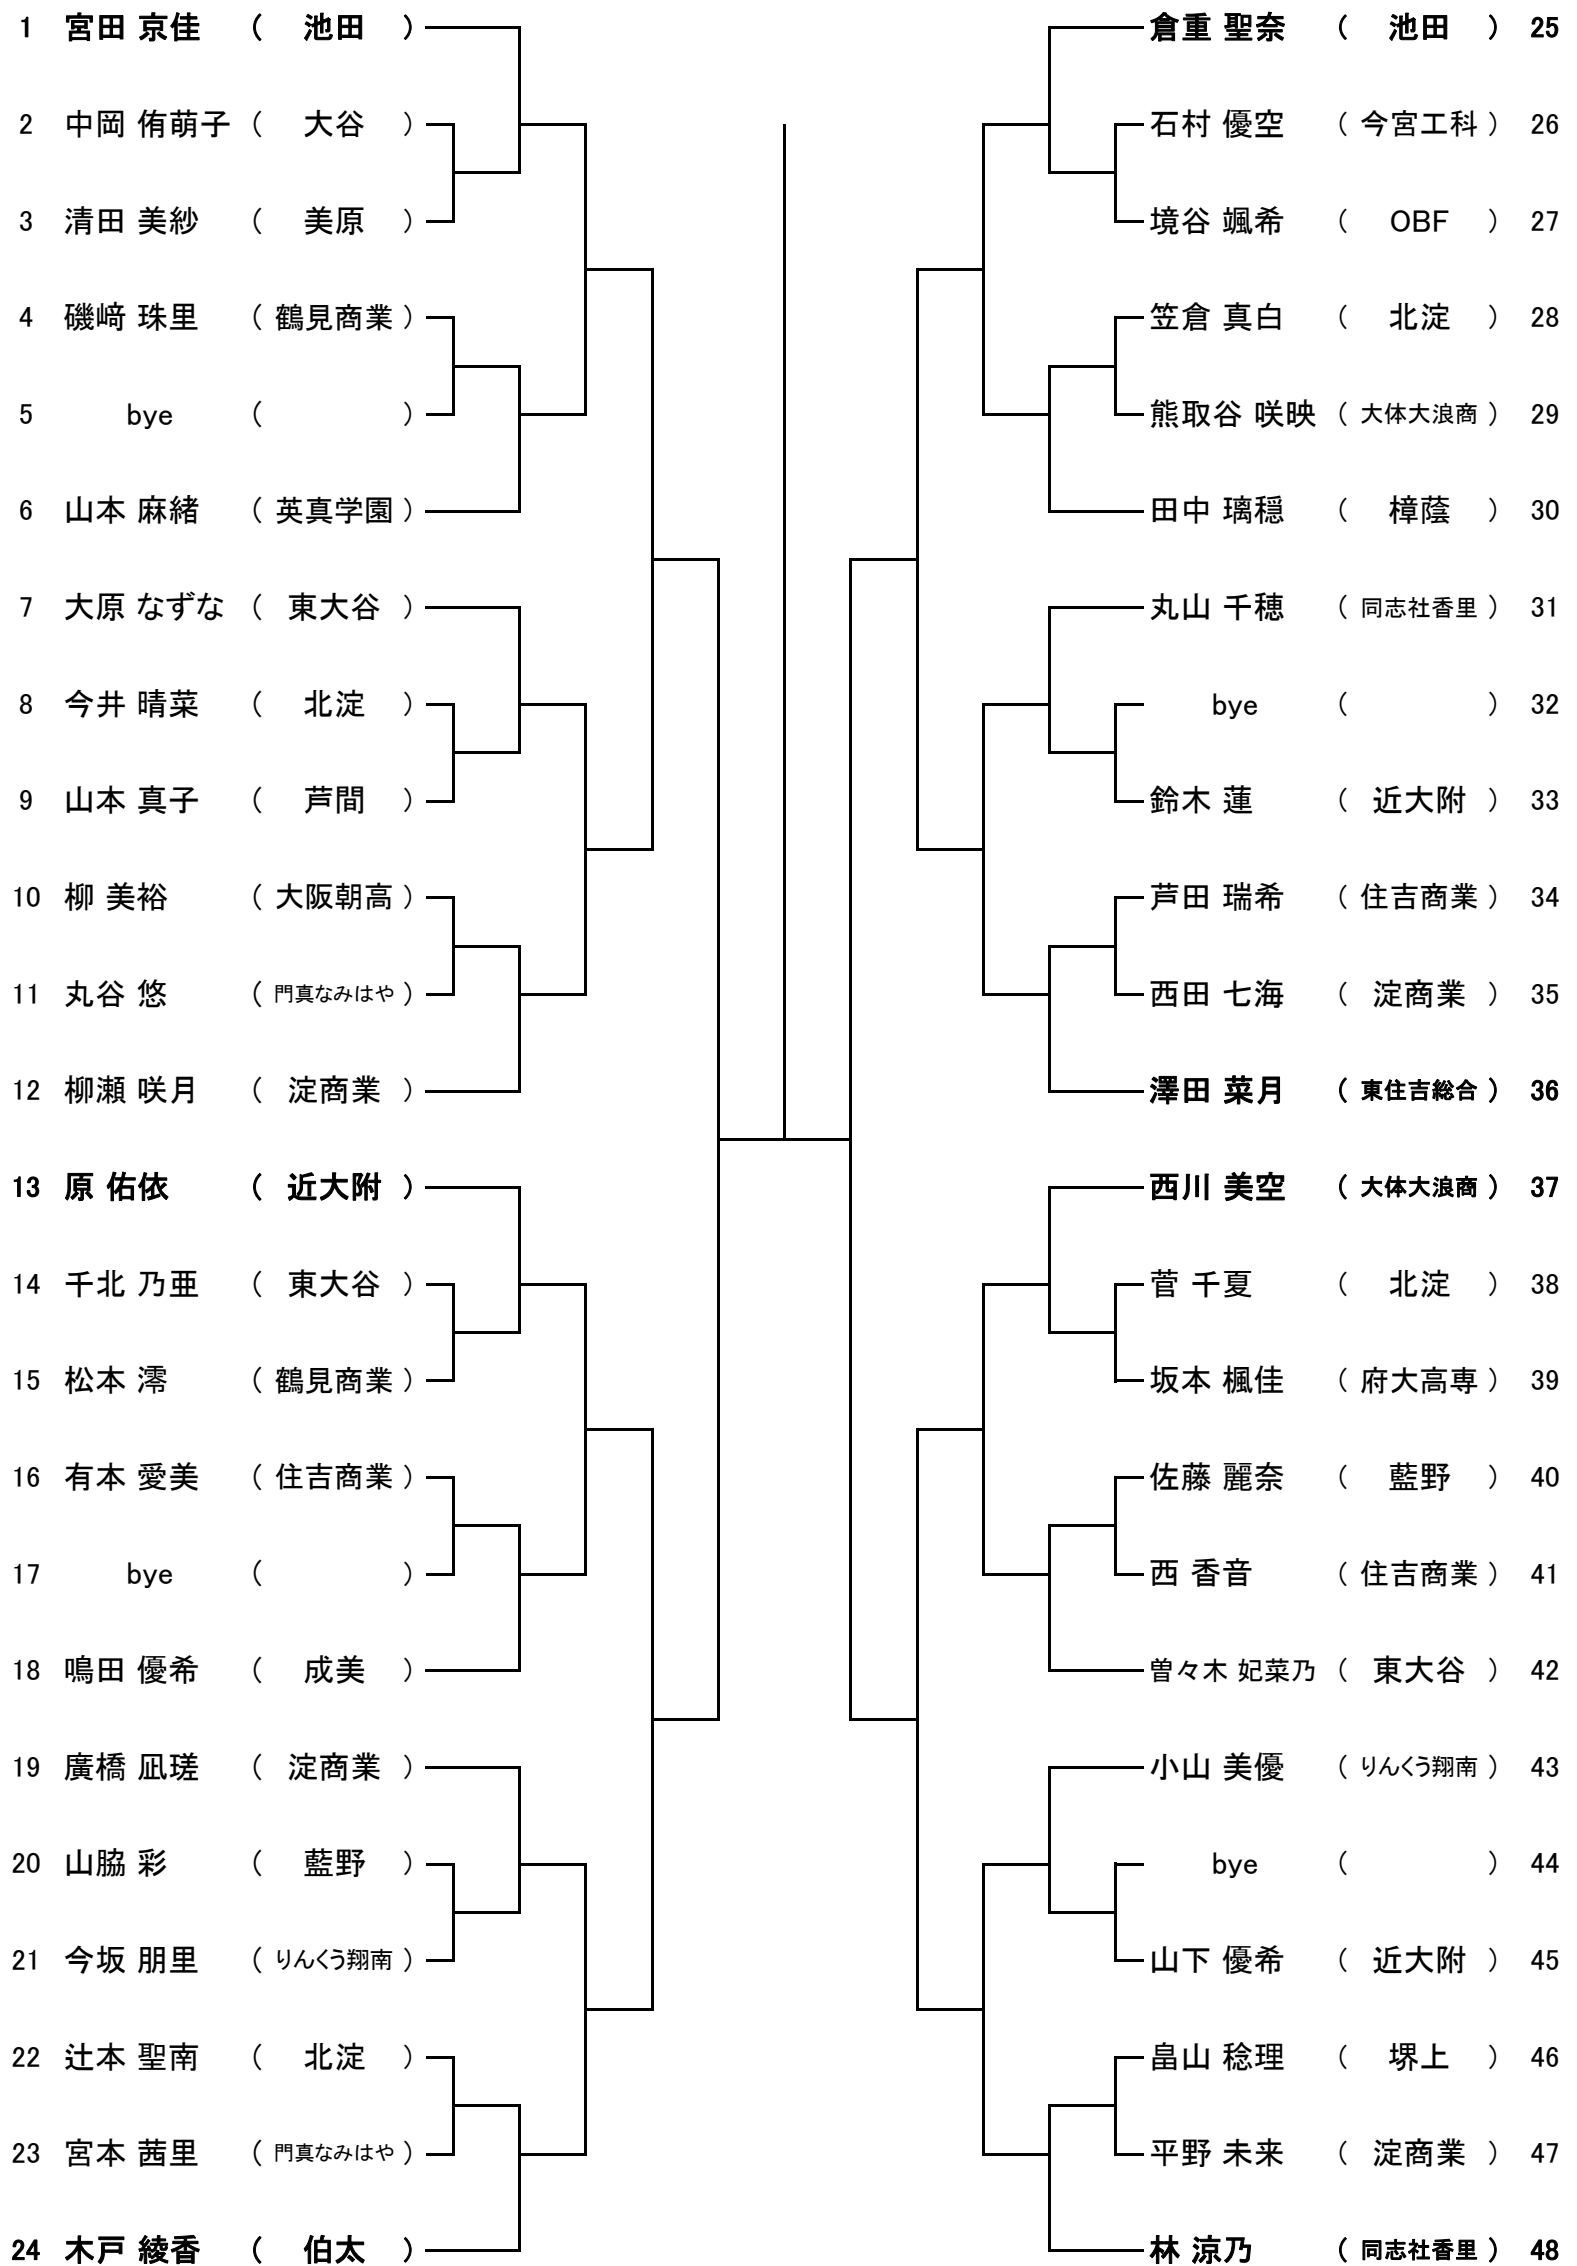 1 宮田 京佳 ( 池田 )
2 中岡 侑萌子 ( 大谷 )
3 清田 美紗 ( 美原 )
4 磯﨑 珠里 ( 鶴見商業 )
5 bye ( )
6 山本 麻緒 ( 英真学園 )
7 大原 なずな ( 東大谷 )
8 今井 晴菜 ( 北淀 )
9 山本 真子 ( 芦間 )
10 柳 美裕 ( 大阪朝高 )
11 丸谷 悠 ( 門真なみはや )
12 柳瀬 咲月 ( 淀商業 )
13 原 佑依 ( 近大附 )
14 千北 乃亜 ( 東大谷 )
15 松本 澪 ( 鶴見商業 )
16 有本 愛美 ( 住吉商業 )
17 bye ( )
18 鳴田 優希 ( 成美 )
19 廣橋 凪瑳 ( 淀商業 )
20 山脇 彩 ( 藍野 )
21 今坂 朋里 ( りんくう翔南 )
22 辻本 聖南 ( 北淀 )
23 宮本 茜里 ( 門真なみはや )
24 木戸 綾香 ( 伯太 )
倉重 聖奈 ( 池田 ) 25
石村 優空 ( 今宮工科 ) 26
境谷 颯希 ( OBF ) 27
笠倉 真白 ( 北淀 ) 28
熊取谷 咲映 ( 大体大浪商 ) 29
田中 璃穏 ( 樟蔭 ) 30
丸山 千穂 ( 同志社香里 ) 31
bye ( ) 32
鈴木 蓮 ( 近大附 ) 33
芦田 瑞希 ( 住吉商業 ) 34
西田 七海 ( 淀商業 ) 35
澤田 菜月 ( 東住吉総合 ) 36
西川 美空 ( 大体大浪商 ) 37
菅 千夏 ( 北淀 ) 38
坂本 楓佳 ( 府大高専 ) 39
佐藤 麗奈 ( 藍野 ) 40
西 香音 ( 住吉商業 ) 41
曽々木 妃菜乃 ( 東大谷 ) 42
小山 美優 ( りんくう翔南 ) 43
bye ( ) 44
山下 優希 ( 近大附 ) 45
畠山 稔理 ( 堺上 ) 46
平野 未来 ( 淀商業 ) 47
林 涼乃 ( 同志社香里 ) 48